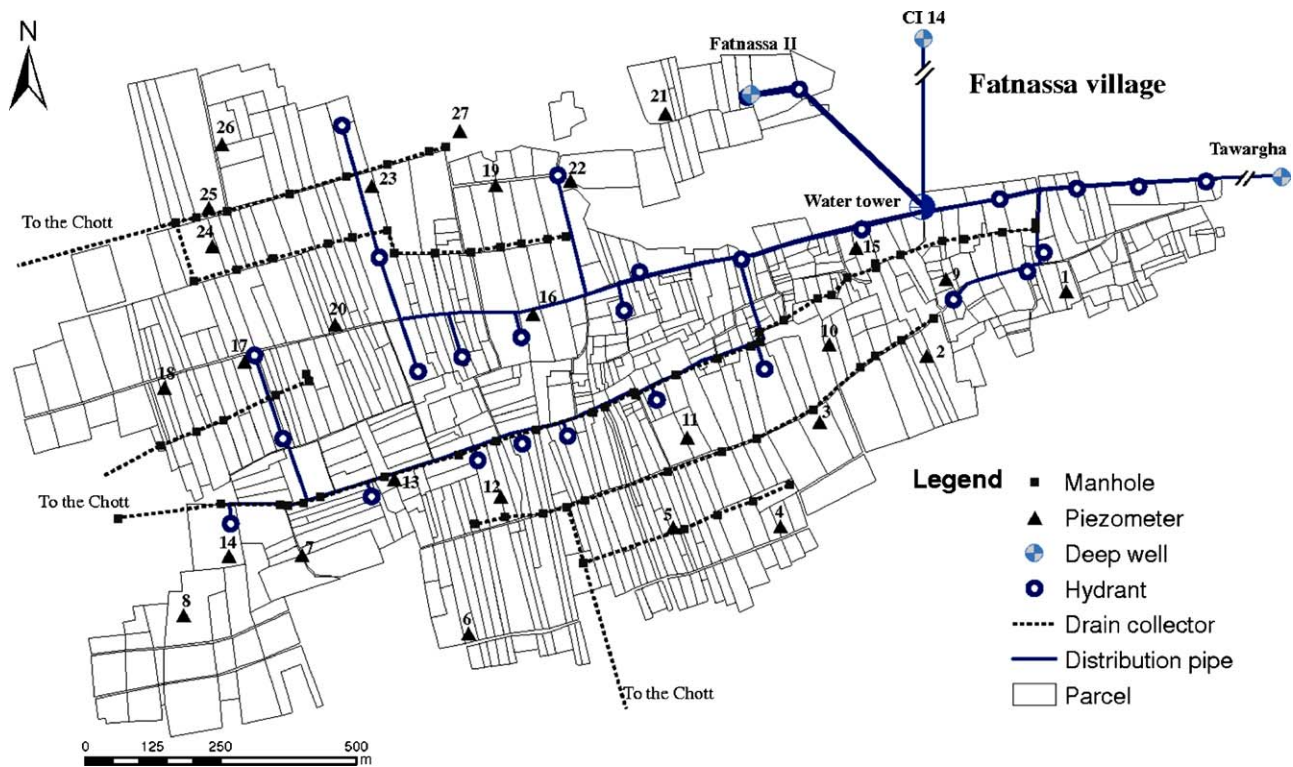 N
CI 14
Fatnassa II
Fatnassa village
21
27
26
Tawargha
19
22
23
25
Water tower
To the Chott
24
15
9
1
16
20
10
17
2
18
3
11
Legend
Manhole
13
12
To the Chott
5
4
Piezometer
14
7
Deep well
Hydrant
8
6
Drain collector
Distribution pipe
To the Chott
Parcel
0 125 250 500
m